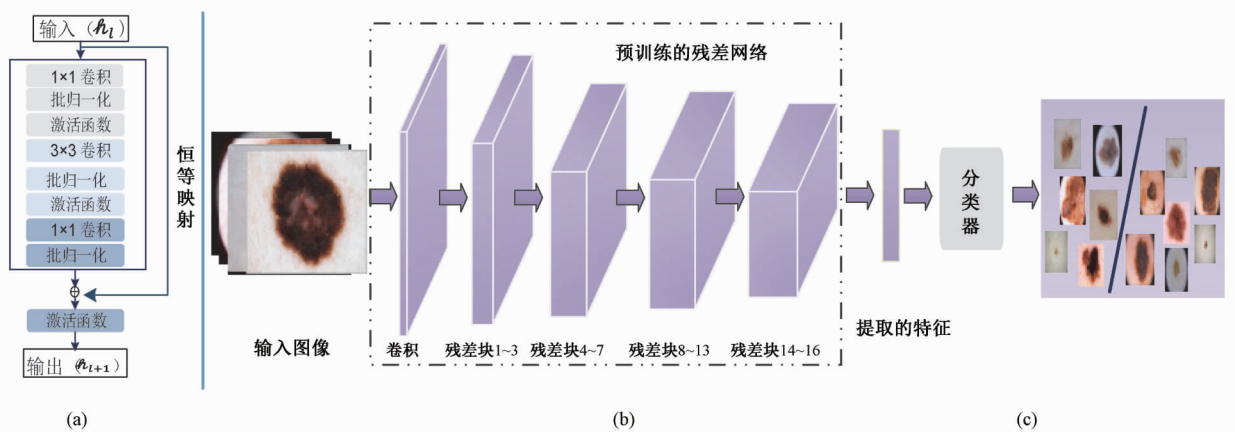 输入（𝒽l）
1×1 卷积
批归一化
激活函数
3×3 卷积
批归一化
激活函数
1×1 卷积
批归一化
⊕
激活函数
输出（𝒽l+1）
恒等映射
(a)
预训练的残差网络
输入图像
卷积
残差块1~3
残差块4~7
残差块8~13
残差块14~16
(b)
提取的特征
分类器
(c)